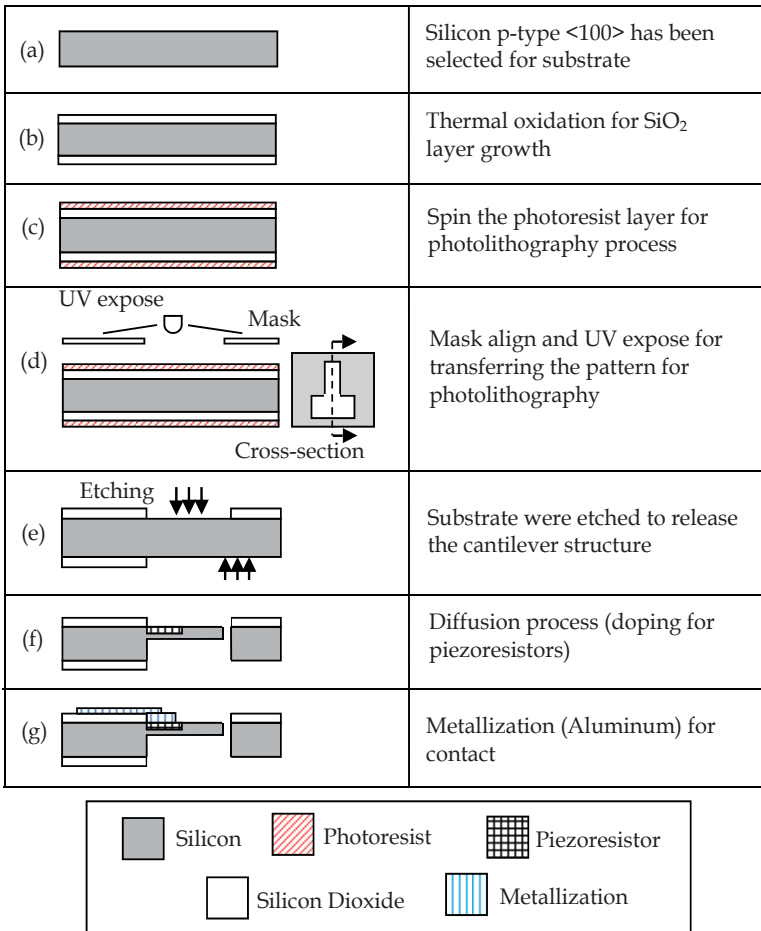 (a)
Silicon p-type <100> has been
selected for substrate
(b)
Thermal oxidation for SiO₂
layer growth
(c)
Spin the photoresist layer for
photolithography process
UV expose
Mask
(d)
Cross-section
Mask align and UV expose for
transferring the pattern for
photolithography
Etching
(e)
Substrate were etched to release
the cantilever structure
(f)
Diffusion process (doping for
piezoresistors)
(g)
Metallization (Aluminum) for
contact
Silicon
Photoresist
Piezoresistor
Silicon Dioxide
Metallization